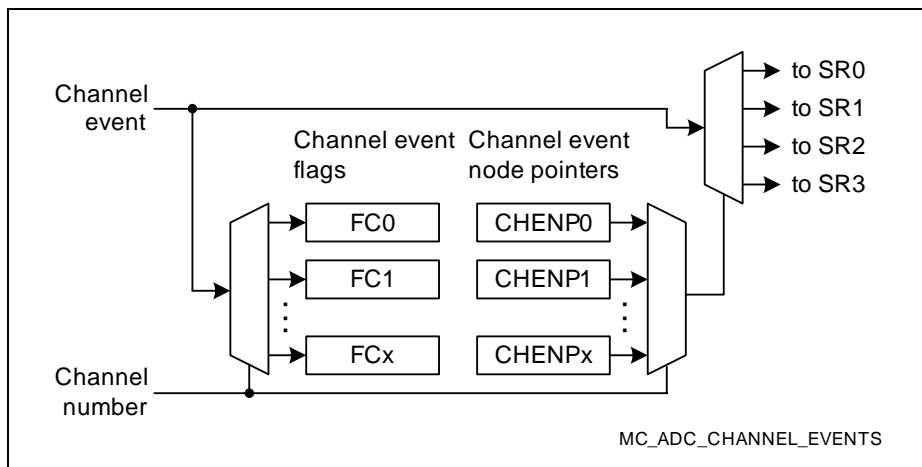 Channel
event
Channel event
flags
Channel event
node pointers
to SR0
to SR1
to SR2
to SR3
FC0
CHENP0
FC1
CHENP1
FCx
CHENPx
Channel
number
MC_ADC_CHANNEL_EVENTS